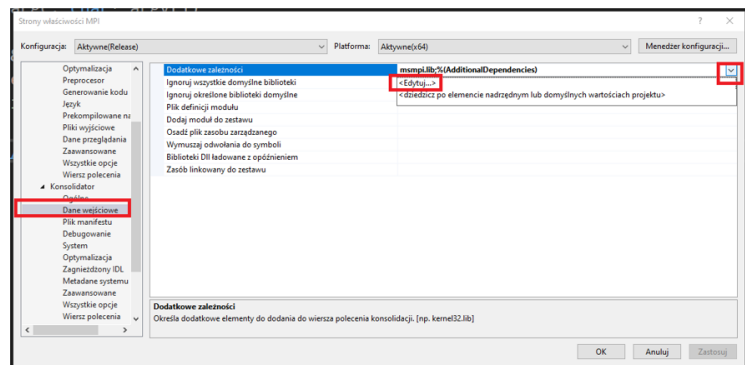 Strony właściwości MPI
?
Konfiguracja: Aktywne(Release) Platforma: Aktywne(x64) Menedżer konfiguracji...
Optymalizacja
Preprocesor
Generowanie kodu
Język
Prekompilowane na
Pliki wyjściowe
Dane przeglądania
Zaawansowane
Wszystkie opcje
Wiersz polecenia
Konsolidator
Ogólne
Dane wejściowe
Plik manifestu
Debugowanie
System
Optymalizacja
Zagnieżdżony IDL
Metadane systemu
Zaawansowane
Wszystkie opcje
Wiersz polecenia
Dodatkowe zależności msmpi.lib;%(AdditionalDependencies)
Ignoruj wszystkie domyślne biblioteki <Edytuj...>
Ignoruj określone biblioteki domyślne <dziedzicz po elemencie nadrzędnym lub domyślnych wartościach projektu>
Plik definicji modułu
Dodaj moduł do zestawu
Osadź plik zasobu zarządzanego
Wymuszaj odwołania do symboli
Biblioteki DLL ładowane z opóźnieniem
Zasób linkowany do zestawu
Dodatkowe zależności
Określa dodatkowe elementy do dodania do wiersza polecenia konsolidacji. [np. kernel32.lib]
OK Anuluj Zastosuj